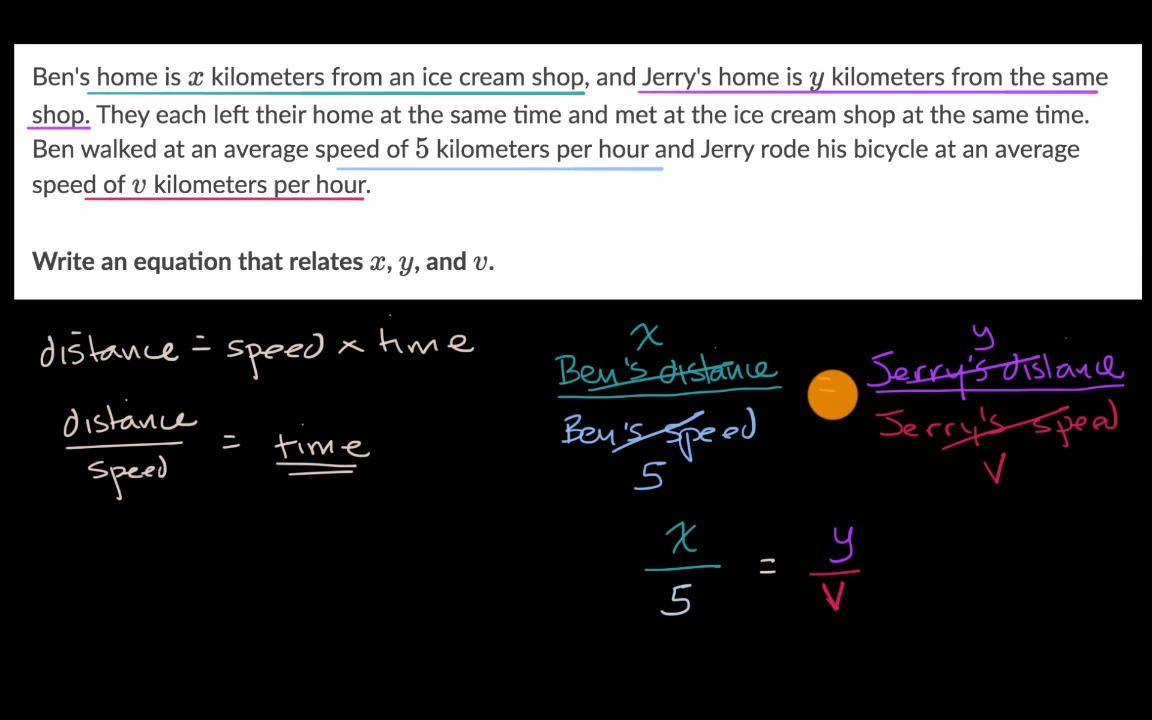 Ben's home is x kilometers from an ice cream shop, and Jerry's home is y kilometers from the same
shop. They each left their home at the same time and met at the ice cream shop at the same time.
Ben walked at an average speed of 5 kilometers per hour and Jerry rode his bicycle at an average
speed of v kilometers per hour.
Write an equation that relates x, y, and v.
distance = speed × time
distance
speed
= time
x
Ben's distance
Ben's speed
5
=
y
Jerry's distance
Jerry's speed
v
x
5
=
y
v